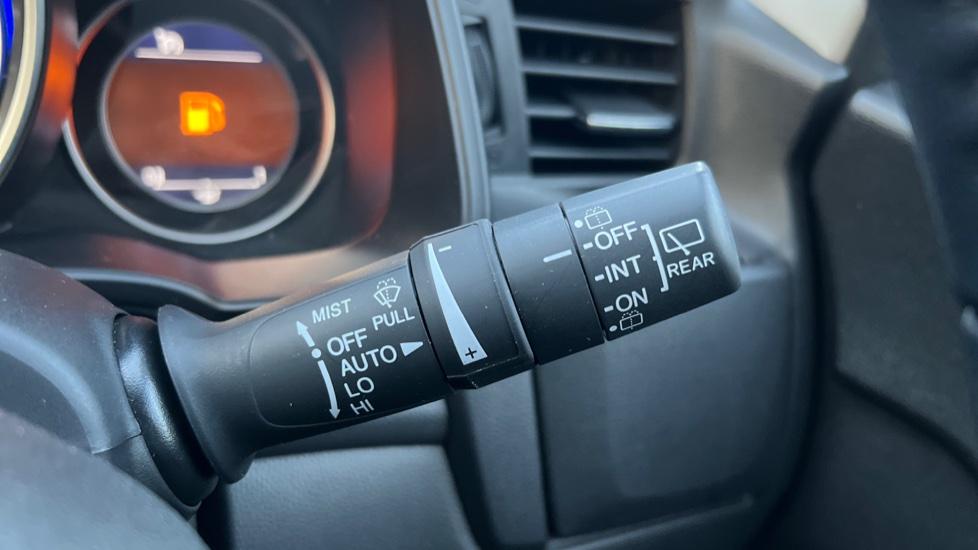 MIST
PULL
OFF
AUTO
LO
HI
- 
+
OFF
INT
ON
REAR